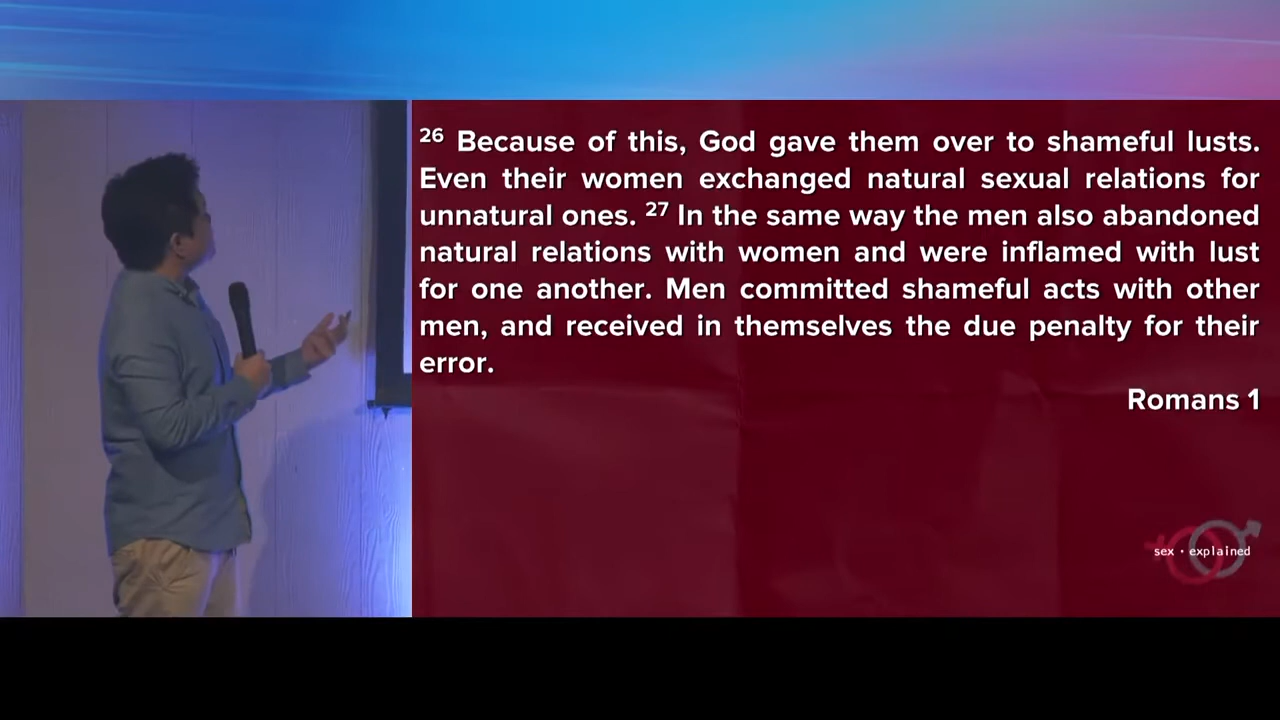 26 Because of this, God gave them over to shameful lusts.
Even their women exchanged natural sexual relations for
unnatural ones. 27 In the same way the men also abandoned
natural relations with women and were inflamed with lust
for one another. Men committed shameful acts with other
men, and received in themselves the due penalty for their
error.
Romans 1
sex · explained